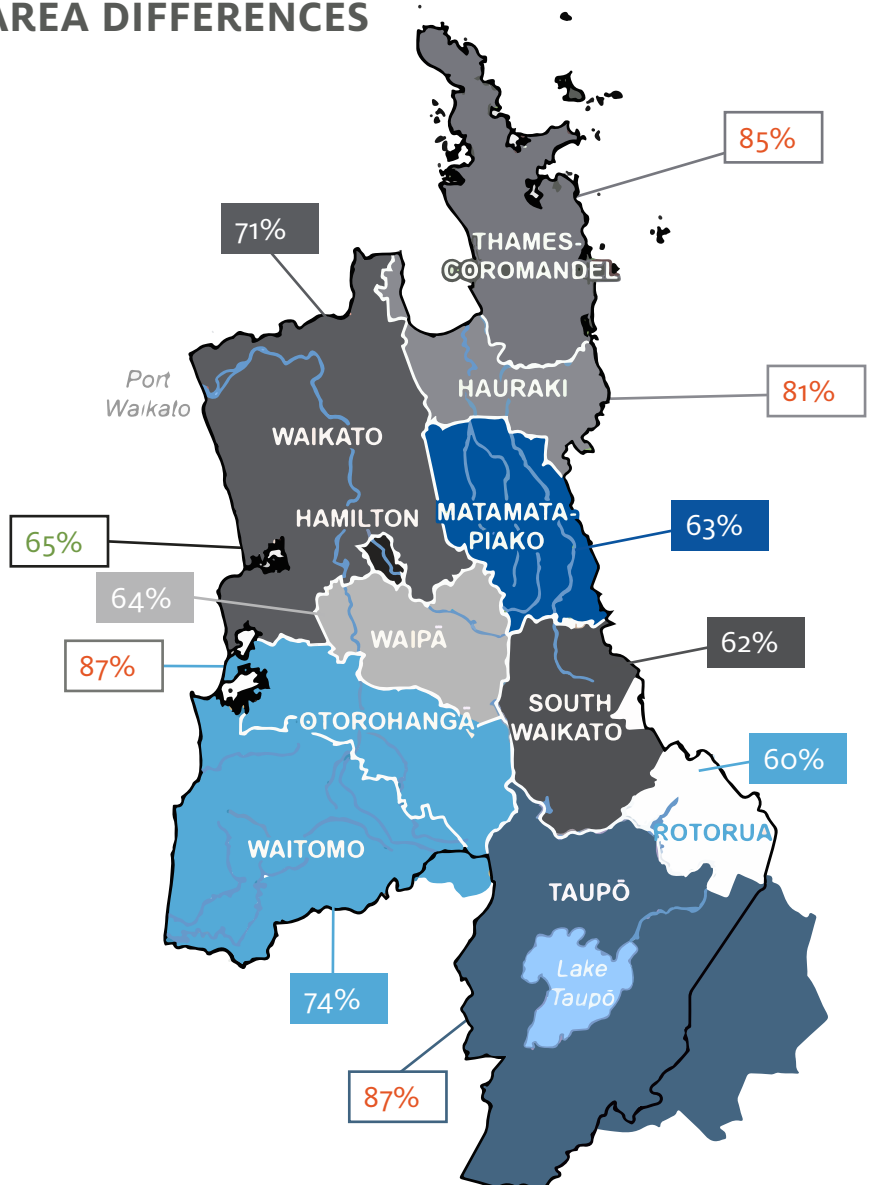 AREA DIFFERENCES
85%
71%
THAMES-
COROMANDEL
Port
Waikato
HAURAKI
81%
WAIKATO
HAMILTON
MATAMATA-
PIAKO
63%
65%
64%
WAIPĀ
62%
87%
SOUTH
WAIKATO
OTOROHANGĀ
60%
ROTORUA
WAITOMO
TAUPŌ
Lake
Taupō
74%
87%